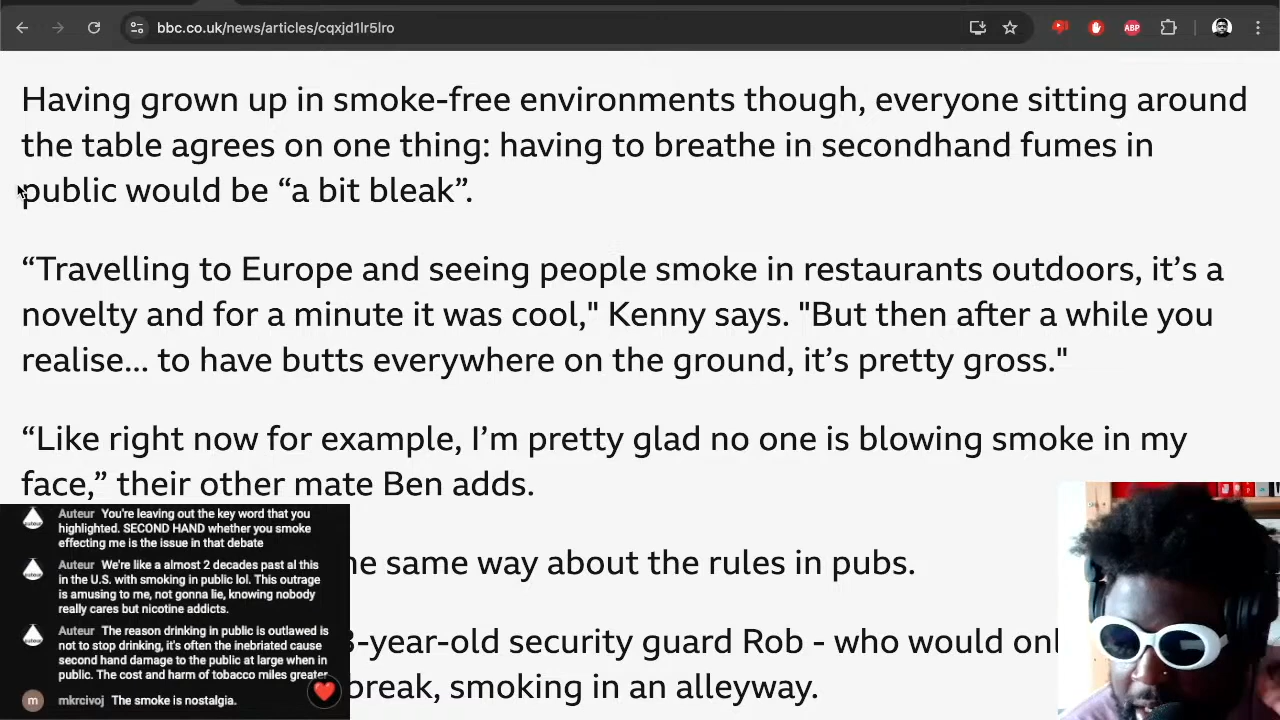 bbc.co.uk/news/articles/cqxjd1lr5lro
ABP
Having grown up in smoke-free environments though, everyone sitting around
the table agrees on one thing: having to breathe in secondhand fumes in
public would be “a bit bleak”.
“Travelling to Europe and seeing people smoke in restaurants outdoors, it’s a
novelty and for a minute it was cool," Kenny says. "But then after a while you
realise... to have butts everywhere on the ground, it’s pretty gross."
“Like right now for example, I’m pretty glad no one is blowing smoke in my
face,” their other mate Ben adds.
he same way about the rules in pubs.
3-year-old security guard Rob - who would onl
break, smoking in an alleyway.
Auteur You're leaving out the key word that you
highlighted. SECOND HAND whether you smoke
effecting me is the issue in that debate
Auteur We're like a almost 2 decades past al this
in the U.S. with smoking in public lol. This outrage
is amusing to me, not gonna lie, knowing nobody
really cares but nicotine addicts.
Auteur The reason drinking in public is outlawed is
not to stop drinking, it's often the inebriated cause
second hand damage to the public at large when in
public. The cost and harm of tobacco miles greater
m mkrcivoj The smoke is nostalgia.